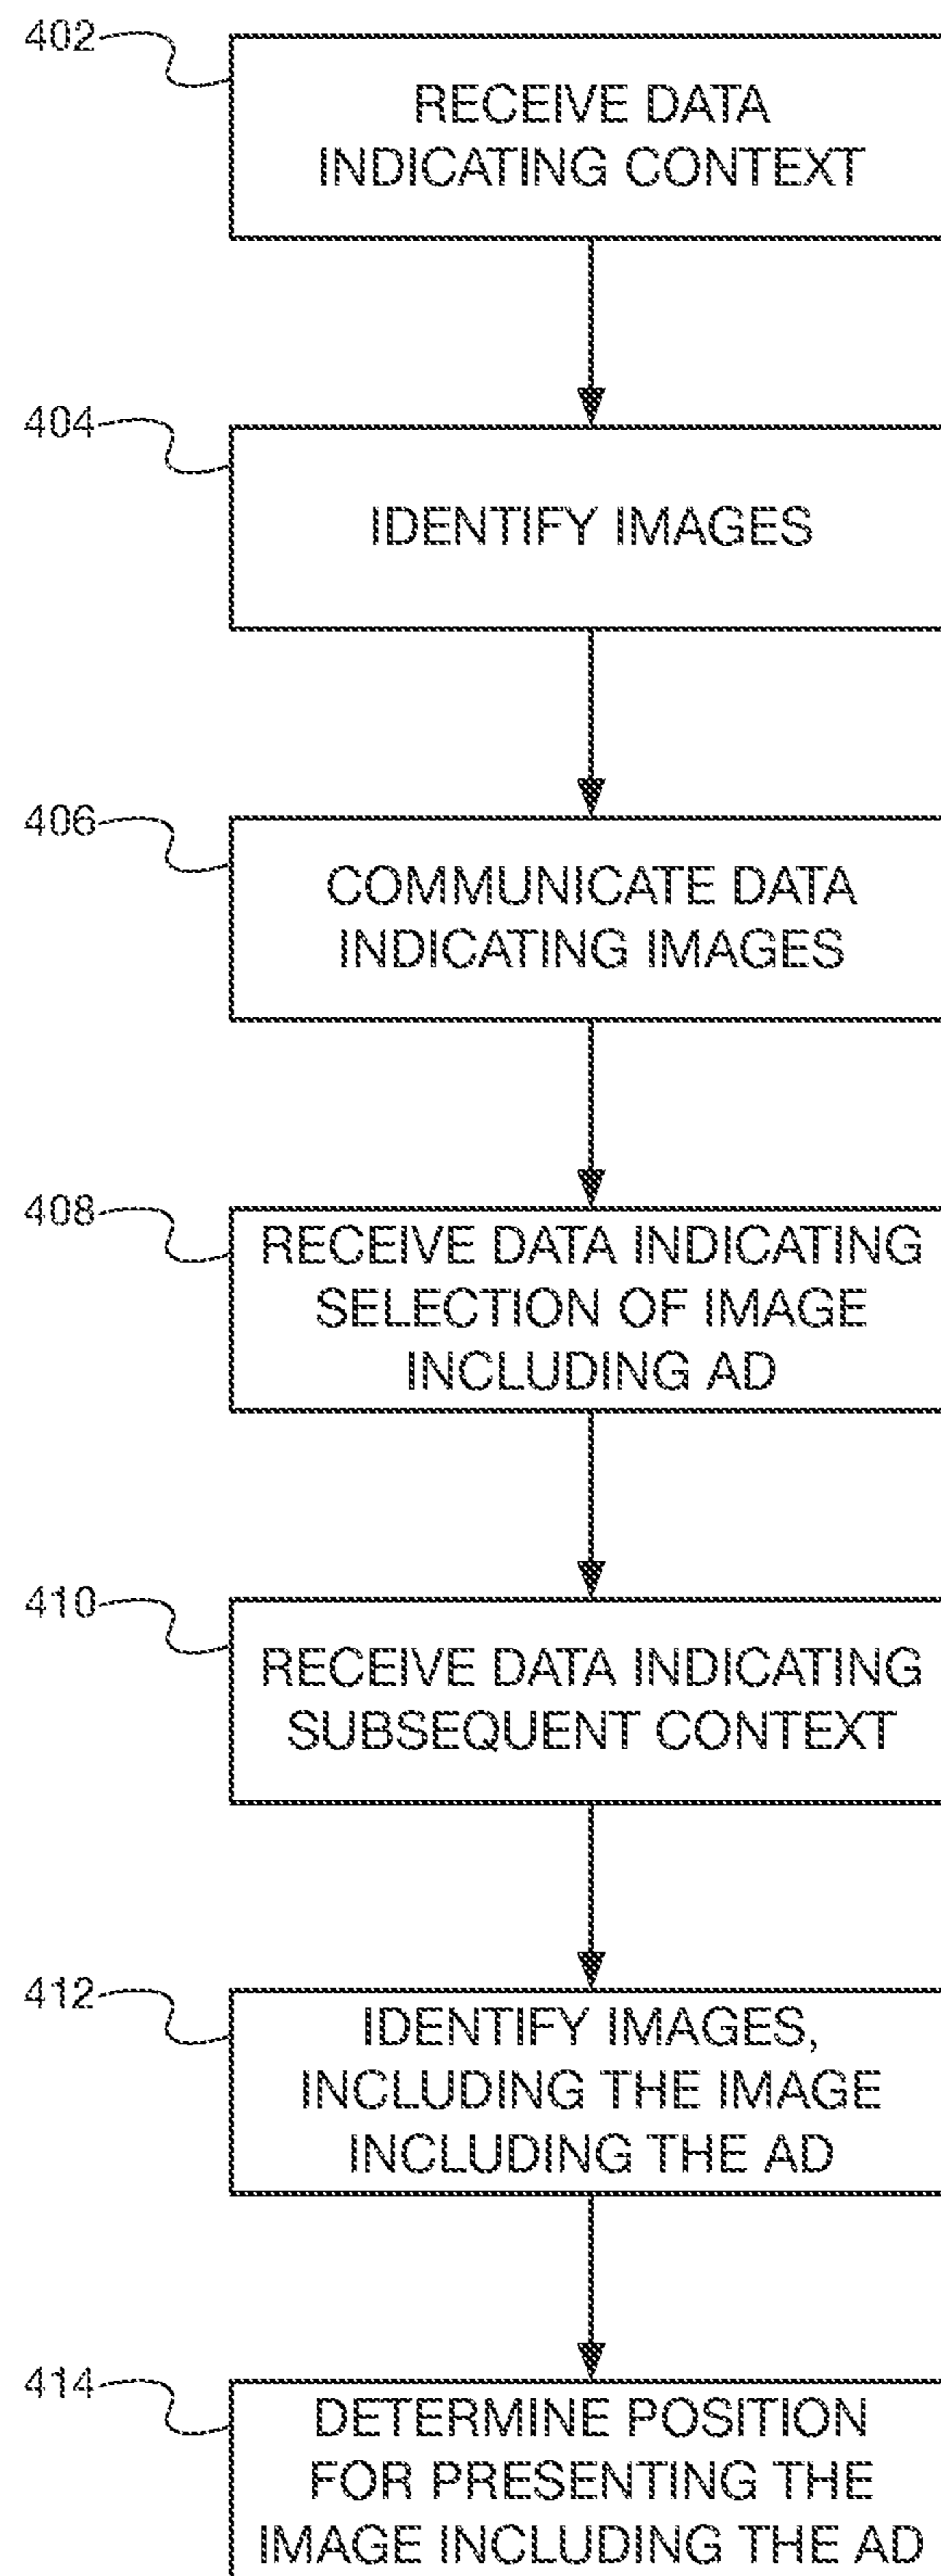 402
RECEIVE DATA
INDICATING CONTEXT
404
IDENTIFY IMAGES
406
COMMUNICATE DATA
INDICATING IMAGES
408
RECEIVE DATA INDICATING
SELECTION OF IMAGE
INCLUDING AD
410
RECEIVE DATA INDICATING
SUBSEQUENT CONTEXT
412
IDENTIFY IMAGES,
INCLUDING THE IMAGE
INCLUDING THE AD
414
DETERMINE POSITION
FOR PRESENTING THE
IMAGE INCLUDING THE AD